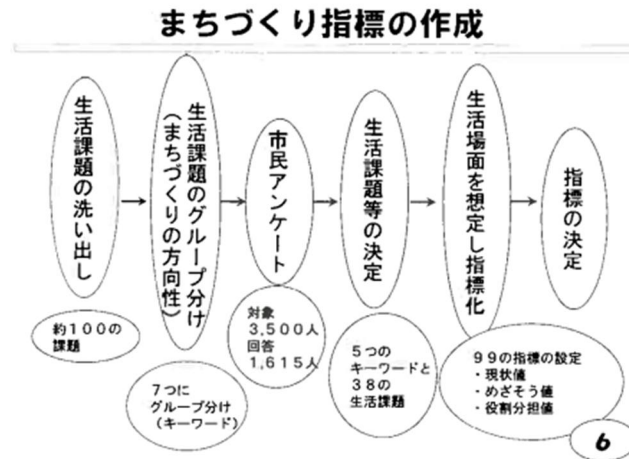 まちづくり指標の作成
生活課題の洗い出し
生活課題のグループ分け
(まちづくりの方向性)
市民アンケート
生活課題等の決定
生活場面を想定し指標化
指標の決定
約100の
課題
7つに
グループ分け
(キーワード)
対象
3,500人
回答
1,615人
5つの
キーワードと
38の
生活課題
99の指標の設定
・現状値
・めざそう値
・役割分担値
6